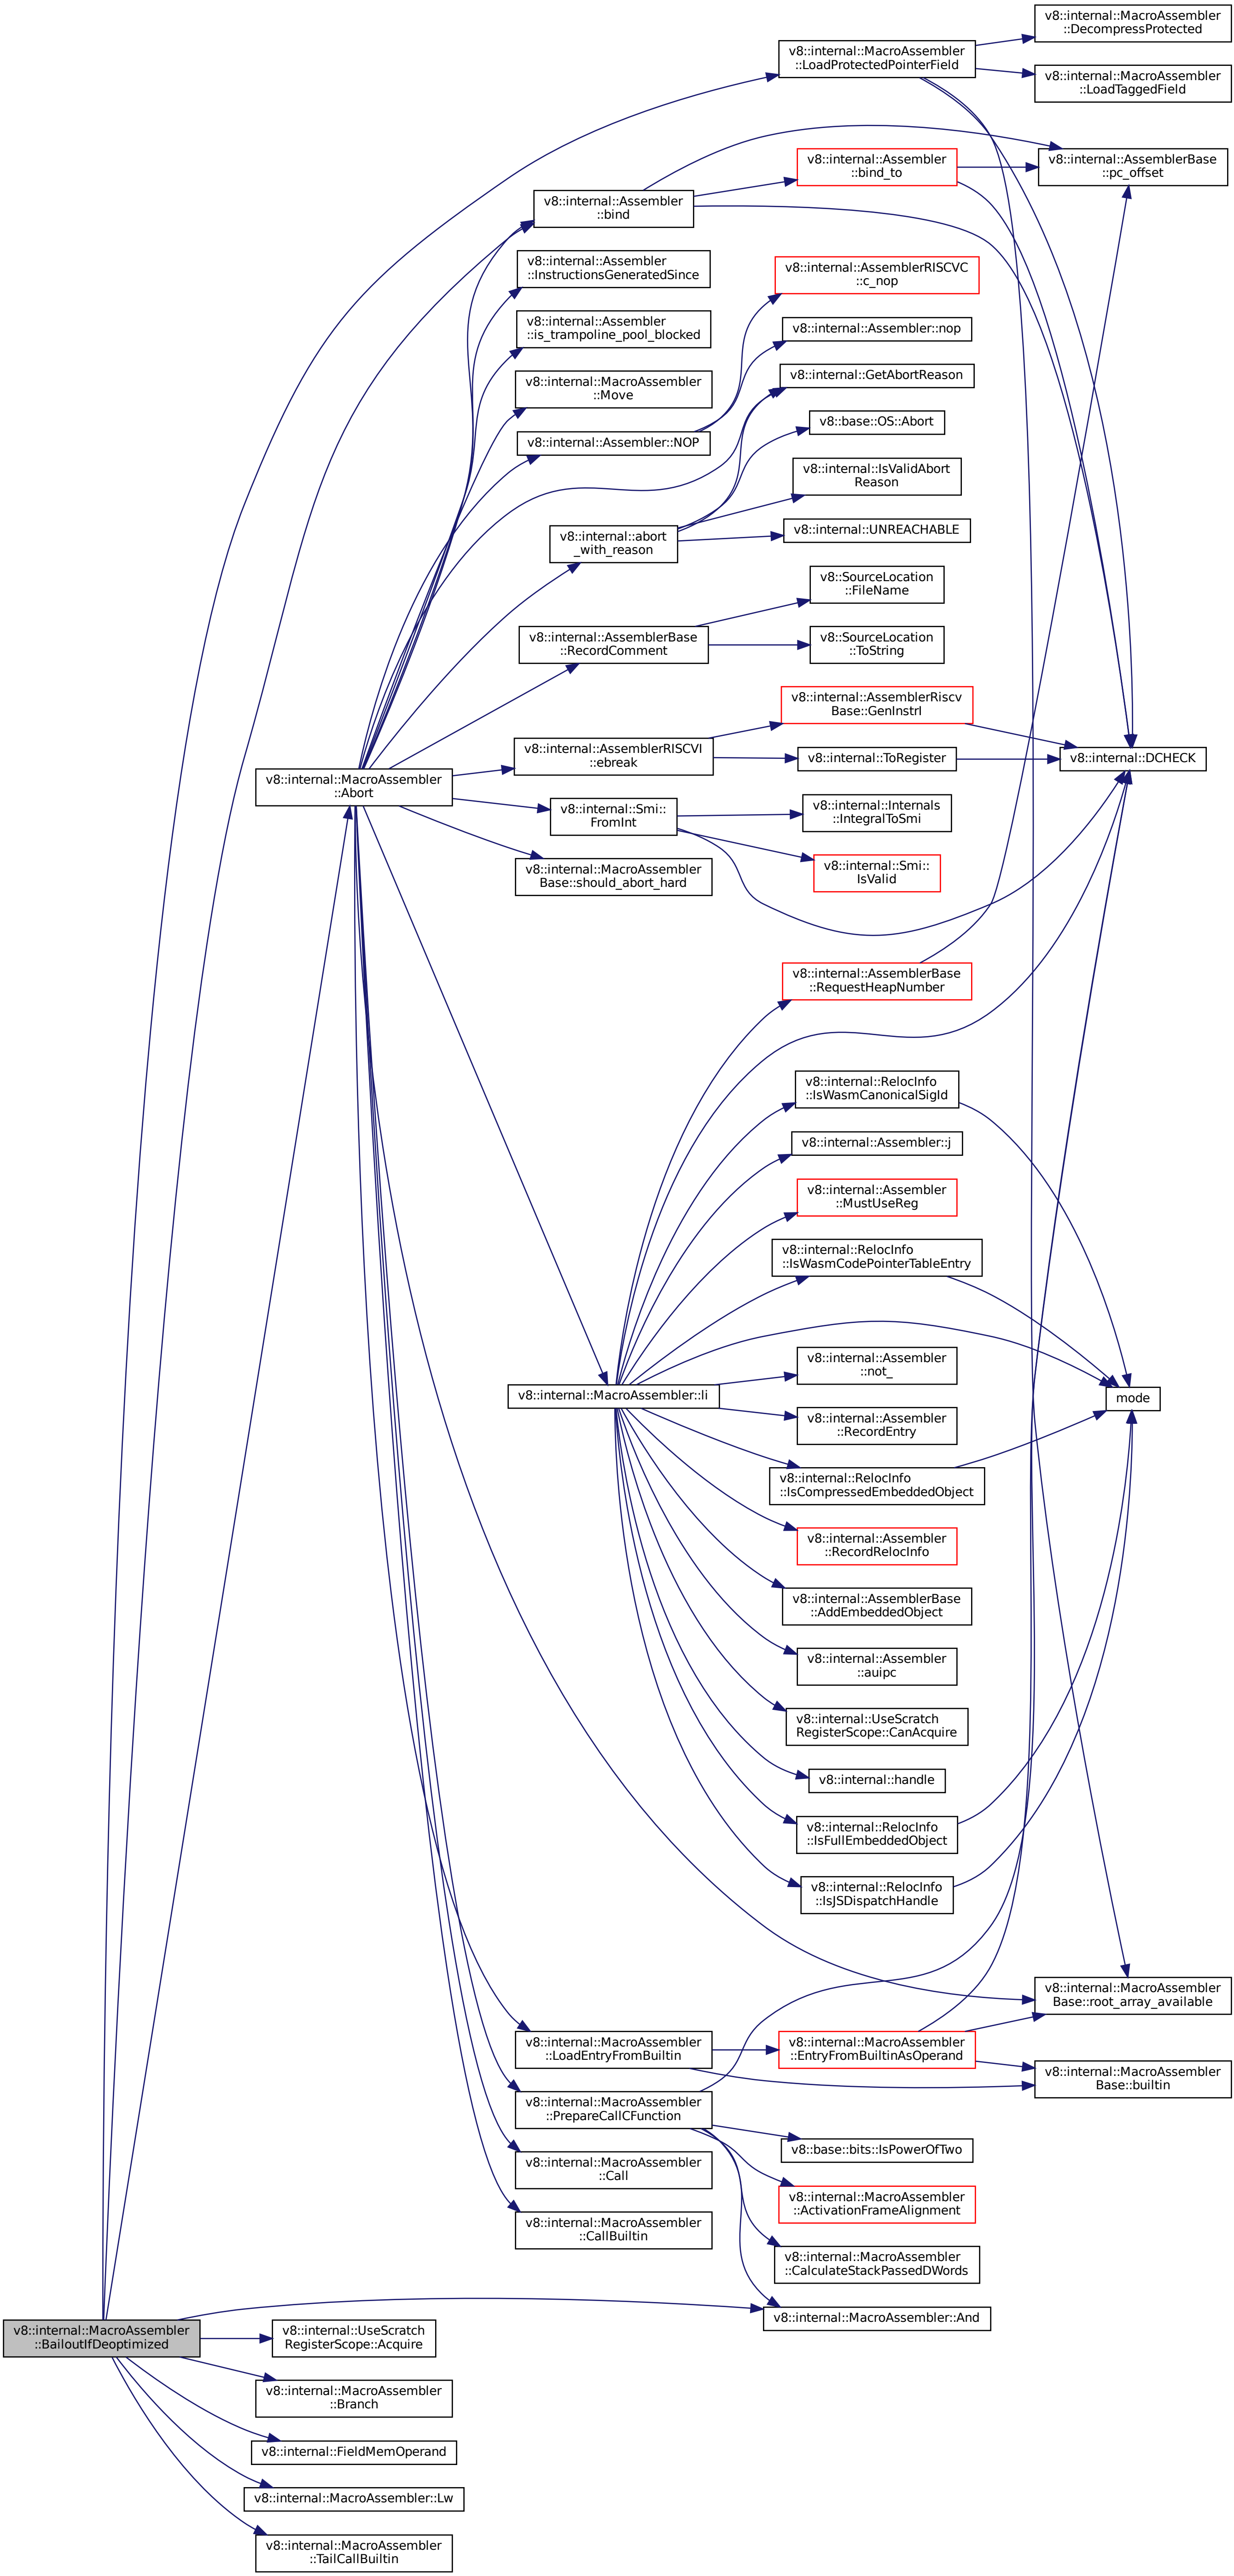 v8::internal::MacroAssembler
::DecompressProtected
v8::internal::MacroAssembler
::LoadProtectedPointerField
v8::internal::MacroAssembler
::LoadTaggedField
v8::internal::Assembler
::bind_to
v8::internal::AssemblerBase
::pc_offset
v8::internal::Assembler
::bind
v8::internal::Assembler
::InstructionsGeneratedSince
v8::internal::AssemblerRISCVC
::c_nop
v8::internal::Assembler
::is_trampoline_pool_blocked
v8::internal::Assembler::nop
v8::internal::GetAbortReason
v8::internal::MacroAssembler
::Move
v8::base::OS::Abort
v8::internal::Assembler::NOP
v8::internal::IsValidAbort
Reason
v8::internal::UNREACHABLE
v8::internal::abort
_with_reason
v8::SourceLocation
::FileName
v8::internal::AssemblerBase
::RecordComment
v8::SourceLocation
::ToString
v8::internal::AssemblerRiscv
Base::GenInstrI
v8::internal::AssemblerRISCVI
::ebreak
v8::internal::ToRegister
v8::internal::DCHECK
v8::internal::MacroAssembler
::Abort
v8::internal::Smi::
FromInt
v8::internal::Internals
::IntegralToSmi
v8::internal::MacroAssembler
Base::should_abort_hard
v8::internal::Smi::
IsValid
v8::internal::AssemblerBase
::RequestHeapNumber
v8::internal::RelocInfo
::IsWasmCanonicalSigId
v8::internal::Assembler::j
v8::internal::Assembler
::MustUseReg
v8::internal::RelocInfo
::IsWasmCodePointerTableEntry
v8::internal::Assembler
::not_
v8::internal::MacroAssembler::li
mode
v8::internal::Assembler
::RecordEntry
v8::internal::RelocInfo
::IsCompressedEmbeddedObject
v8::internal::Assembler
::RecordRelocInfo
v8::internal::AssemblerBase
::AddEmbeddedObject
v8::internal::Assembler
::auipc
v8::internal::UseScratch
RegisterScope::CanAcquire
v8::internal::handle
v8::internal::RelocInfo
::IsFullEmbeddedObject
v8::internal::RelocInfo
::IsJSDispatchHandle
v8::internal::MacroAssembler
Base::root_array_available
v8::internal::MacroAssembler
::LoadEntryFromBuiltin
v8::internal::MacroAssembler
::EntryFromBuiltinAsOperand
v8::internal::MacroAssembler
Base::builtin
v8::internal::MacroAssembler
::PrepareCallCFunction
v8::base::bits::IsPowerOfTwo
v8::internal::MacroAssembler
::Call
v8::internal::MacroAssembler
::ActivationFrameAlignment
v8::internal::MacroAssembler
::CallBuiltin
v8::internal::MacroAssembler
::CalculateStackPassedDWords
v8::internal::MacroAssembler::And
v8::internal::MacroAssembler
::BailoutIfDeoptimized
v8::internal::UseScratch
RegisterScope::Acquire
v8::internal::MacroAssembler
::Branch
v8::internal::FieldMemOperand
v8::internal::MacroAssembler::Lw
v8::internal::MacroAssembler
::TailCallBuiltin